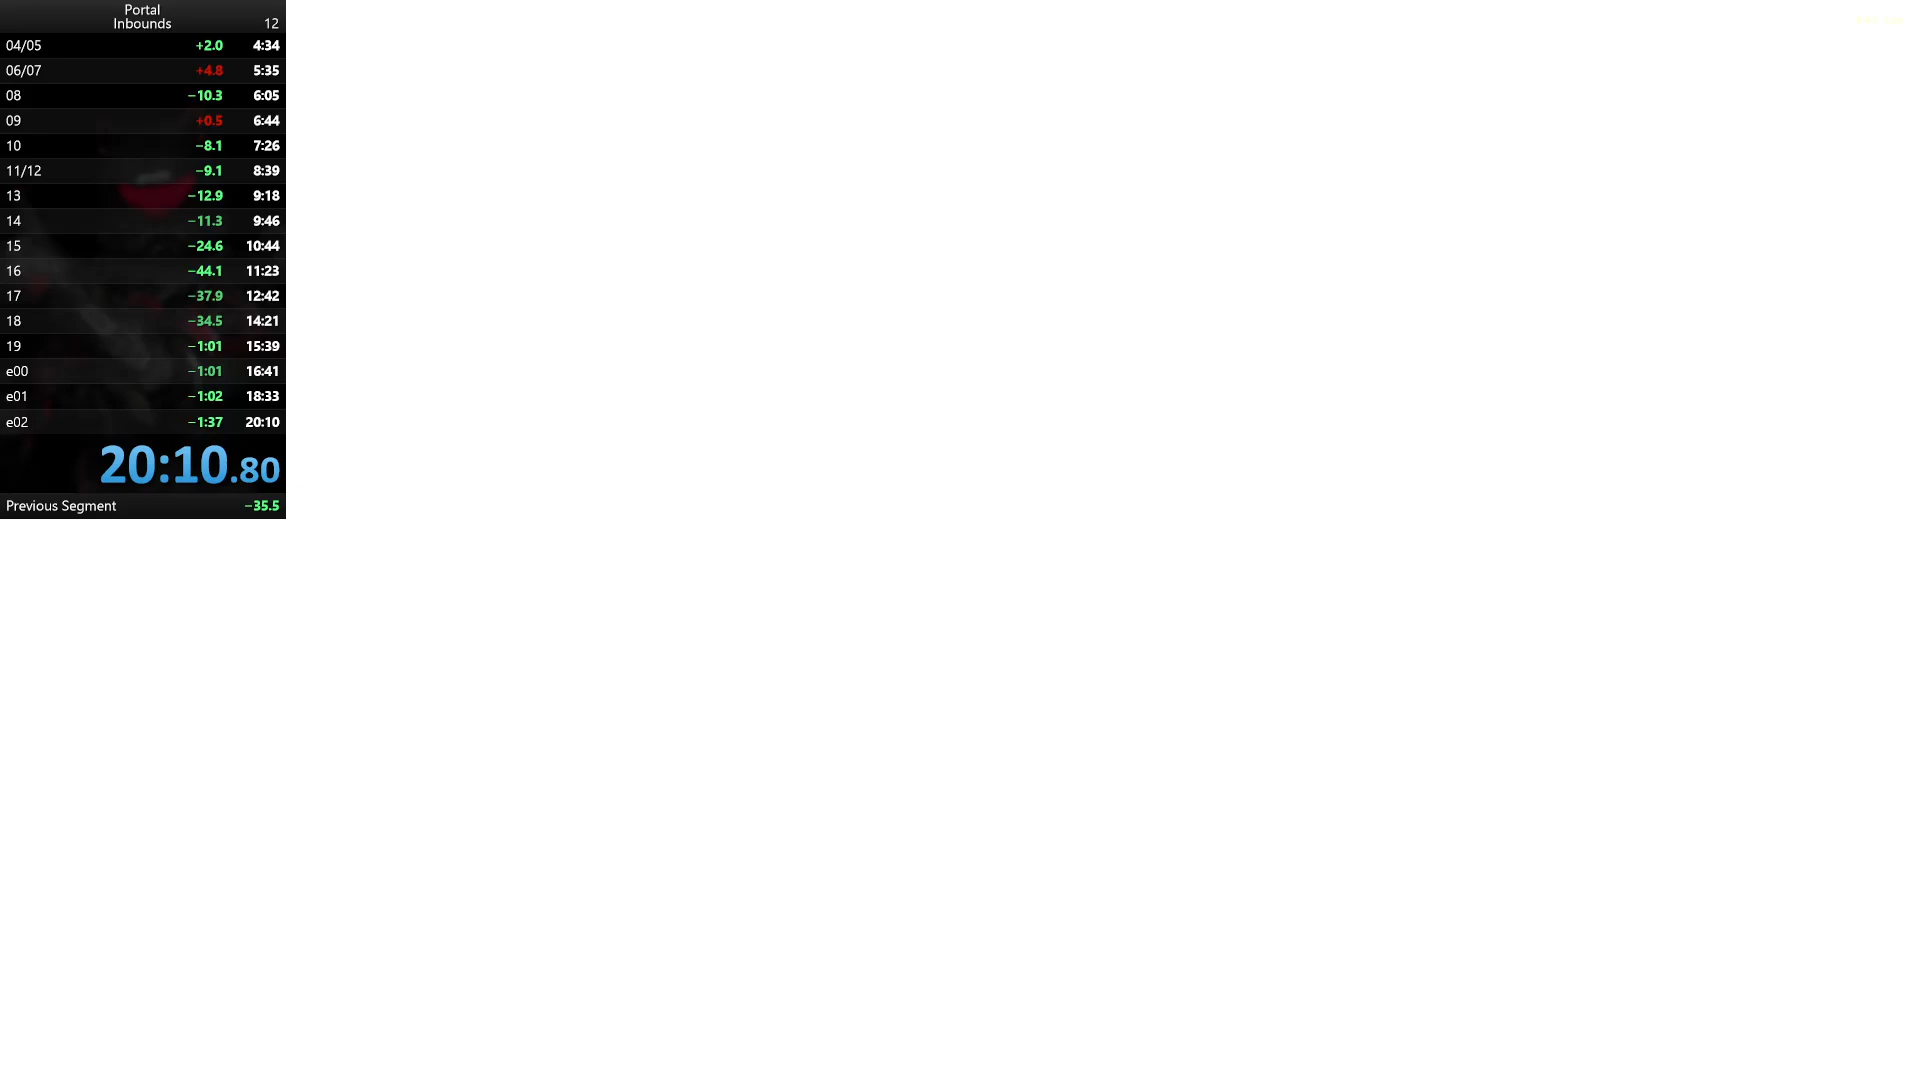 Portal
Inbounds 12
04/05 +2.0 4:34
06/07 +4.8 5:35
08 −10.3 6:05
09 +0.5 6:44
10 −8.1 7:26
11/12 −9.1 8:39
13 −12.9 9:18
14 −11.3 9:46
15 −24.6 10:44
16 −44.1 11:23
17 −37.9 12:42
18 −34.5 14:21
19 −1:01 15:39
e00 −1:01 16:41
e01 −1:02 18:33
e02 −1:37 20:10
20:10.80
Previous Segment −35.5